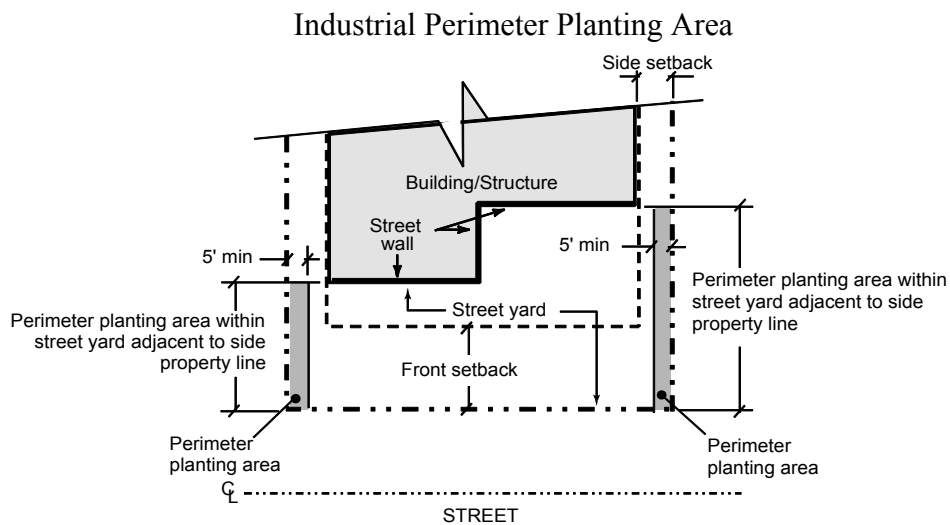 Industrial Perimeter Planting Area
Side setback
Building/Structure
Street
wall
5' min
5' min
Perimeter planting area within
street yard adjacent to side
property line
Street yard
Perimeter planting area within
street yard adjacent to side
property line
Front setback
Perimeter
planting area
Perimeter
planting area
℄
STREET